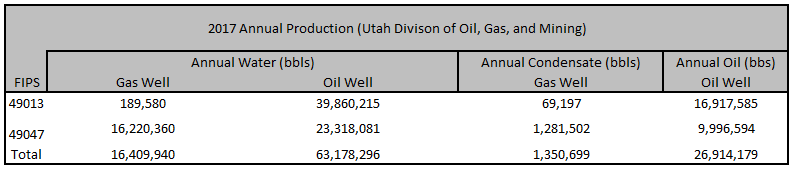 2017 Annual Production (Utah Divison of Oil, Gas, and Mining)
Annual Water (bbls) Annual Condensate (bbls) Annual Oil (bbs)
FIPS Gas Well Oil Well Gas Well Oil Well
49013 189,580 39,860,215 69,197 16,917,585
49047 16,220,360 23,318,081 1,281,502 9,996,594
Total 16,409,940 63,178,296 1,350,699 26,914,179